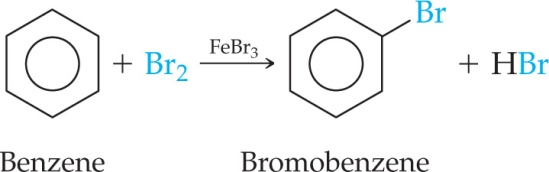 Br
+ Br₂ FeBr₃ + HBr
Benzene Bromobenzene